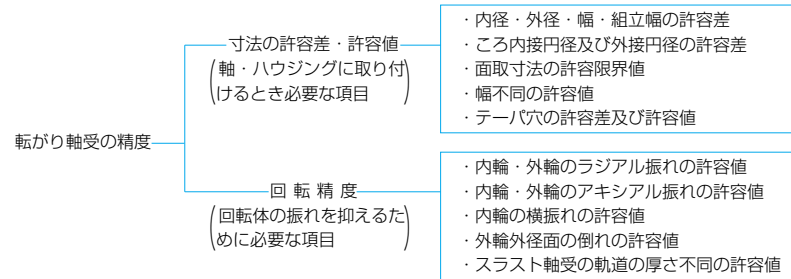 転がり軸受の精度
寸法の許容差・許容値
(軸・ハウジングに取り付
けるとき必要な項目)
・内径・外径・幅・組立幅の許容差
・ころ内接円径及び外接円径の許容差
・面取寸法の許容限界値
・幅不同の許容値
・テーパ穴の許容差及び許容値
回 転 精 度
(回転体の振れを抑えるた
めに必要な項目)
・内輪・外輪のラジアル振れの許容値
・内輪・外輪のアキシアル振れの許容値
・内輪の横振れの許容値
・外輪外径面の倒れの許容値
・スラスト軸受の軌道の厚さ不同の許容値